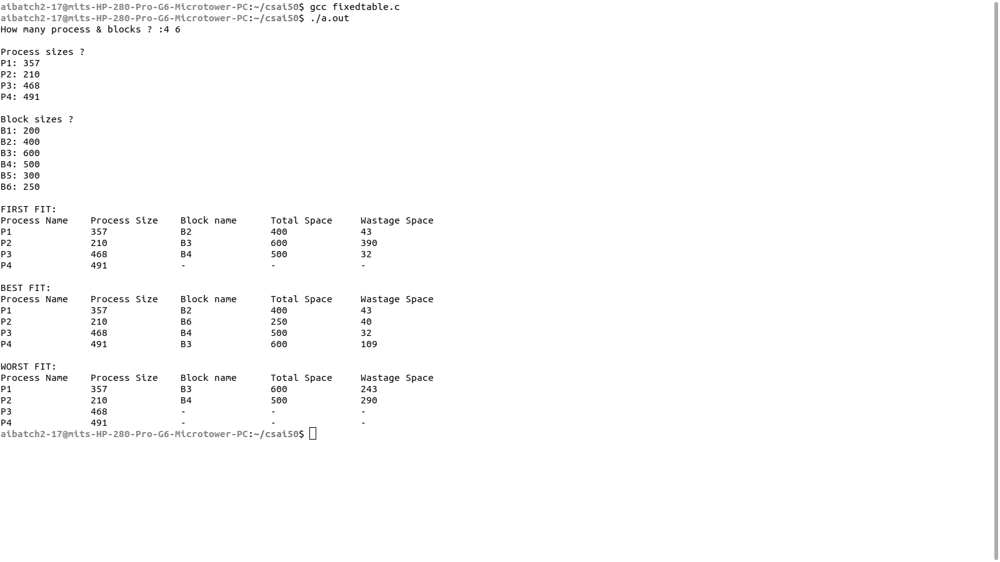 aibatch2-17@mits-HP-280-Pro-G6-Microtower-PC:~/csai50$ gcc fixedtable.c
aibatch2-17@mits-HP-280-Pro-G6-Microtower-PC:~/csai50$ ./a.out
How many process & blocks ? :4 6

Process sizes ?
P1: 357
P2: 210
P3: 468
P4: 491

Block sizes ?
B1: 200
B2: 400
B3: 600
B4: 500
B5: 300
B6: 250

FIRST FIT:
Process Name    Process Size    Block name      Total Space     Wastage Space
P1              357             B2              400             43
P2              210             B3              600             390
P3              468             B4              500             32
P4              491             -               -               -

BEST FIT:
Process Name    Process Size    Block name      Total Space     Wastage Space
P1              357             B2              400             43
P2              210             B6              250             40
P3              468             B4              500             32
P4              491             B3              600             109

WORST FIT:
Process Name    Process Size    Block name      Total Space     Wastage Space
P1              357             B3              600             243
P2              210             B4              500             290
P3              468             -               -               -
P4              491             -               -               -
aibatch2-17@mits-HP-280-Pro-G6-Microtower-PC:~/csai50$